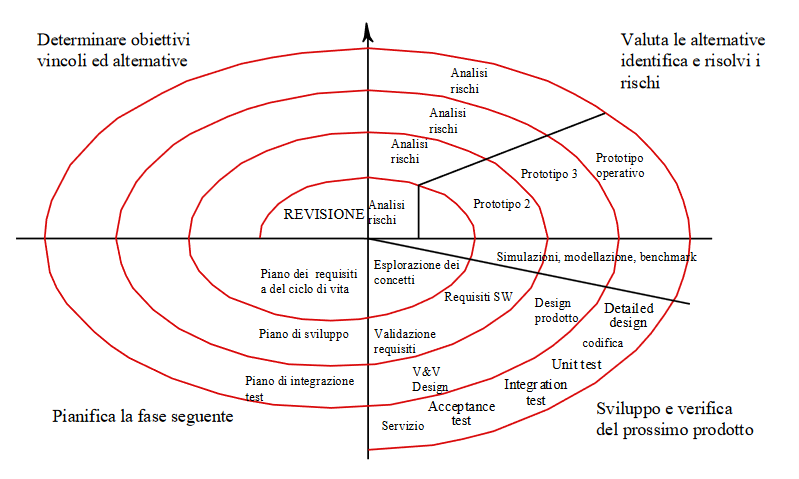 Determinare obiettivi
vincoli ed alternative
Valuta le alternative
identifica e risolvi i
rischi
Analisi
rischi
Analisi
rischi
Analisi
rischi
Analisi
rischi
REVISIONE
Prototipo 2
Prototipo 3
Prototipo
operativo
Simulazioni, modellazione, benchmark
Piano dei requisiti
a del ciclo di vita
Esplorazione dei
concetti
Requisiti SW
Design
prodotto
Detailed
design
codifica
Unit test
Integration
test
Piano di sviluppo
Validazione
requisiti
V&V
Design
Piano di integrazione
test
Acceptance
test
Servizio
Pianifica la fase seguente
Sviluppo e verifica
del prossimo prodotto